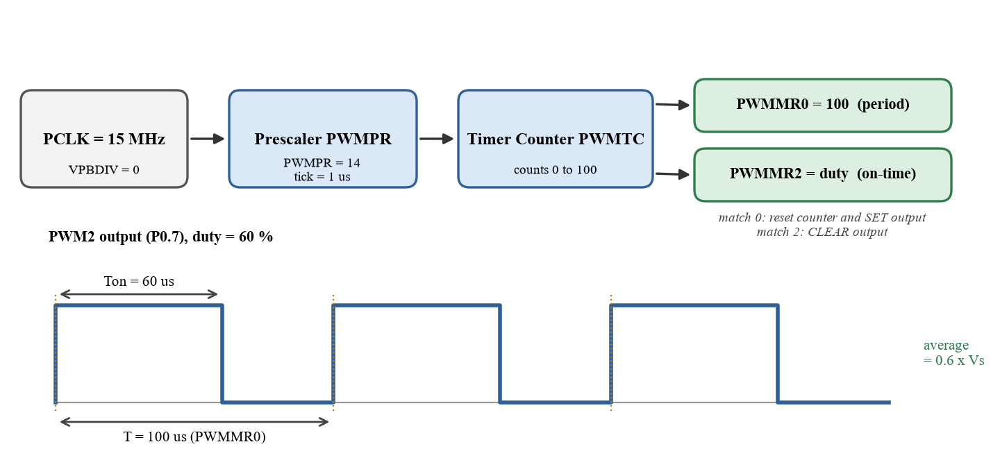 PCLK = 15 MHz
VPBDIV = 0
Prescaler PWMPR
PWMPR = 14
tick = 1 us
Timer Counter PWMTC
counts 0 to 100
PWMMR0 = 100  (period)
PWMMR2 = duty  (on-time)
match 0: reset counter and SET output
match 2: CLEAR output
PWM2 output (P0.7), duty = 60 %
Ton = 60 us
T = 100 us (PWMMR0)
average
= 0.6 x Vs